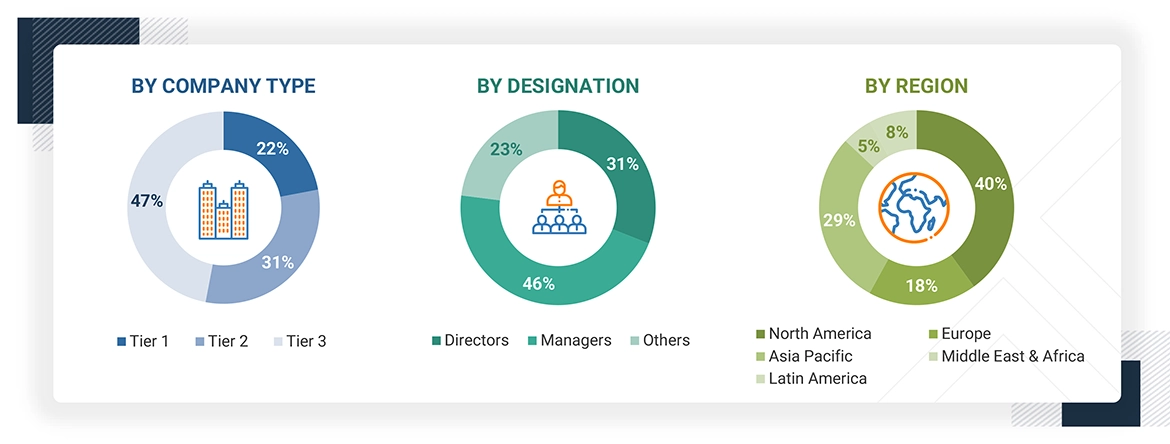 BY COMPANY TYPE
22%
31%
47%
Tier 1
Tier 2
Tier 3
BY DESIGNATION
31%
46%
23%
Directors
Managers
Others
BY REGION
40%
18%
29%
5%
8%
North America
Europe
Asia Pacific
Middle East & Africa
Latin America